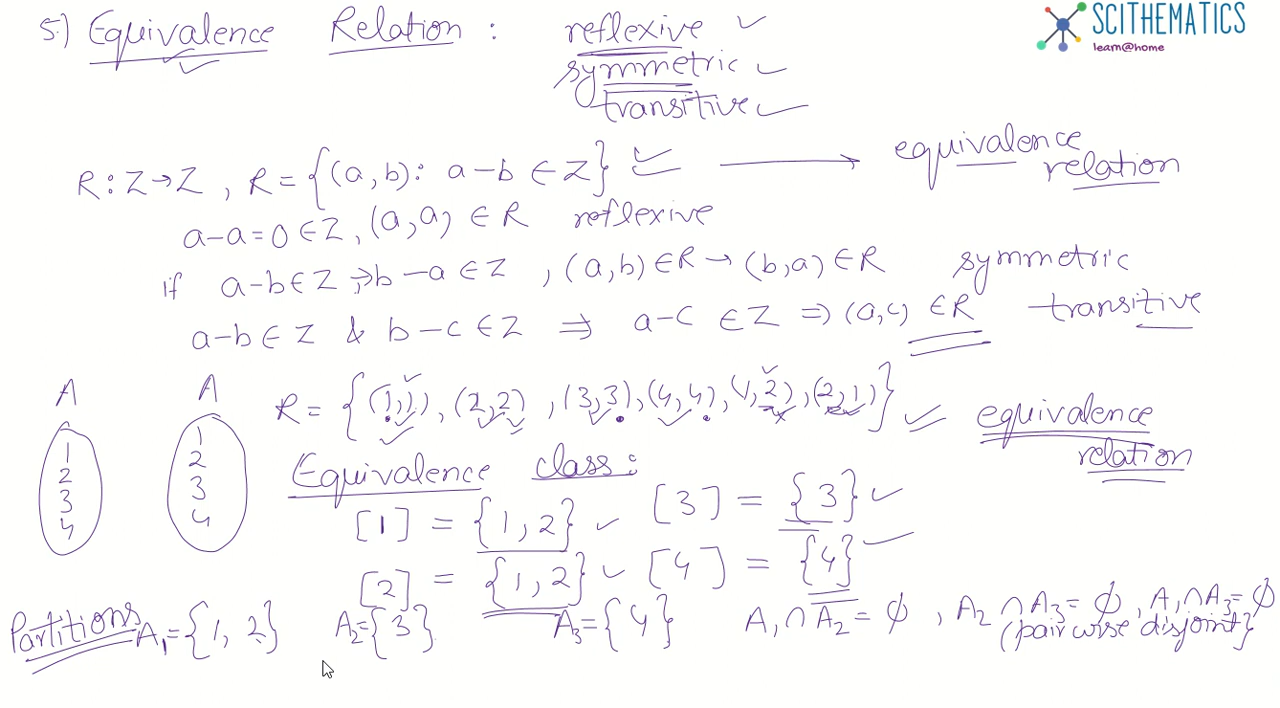 5.) Equivalence Relation : reflexive ✓
symmetric ✓
transitive ✓
SCITHEMATICS
learn@home
R : Z → Z , R = {(a, b) : a - b ∈ Z} ✓ ⟶ equivalence relation
a - a = 0 ∈ Z, (a, a) ∈ R reflexive
if a - b ∈ Z ⇒ b - a ∈ Z , (a, b) ∈ R → (b, a) ∈ R symmetric
a - b ∈ Z & b - c ∈ Z ⇒ a - c ∈ Z ⇒ (a, c) ∈ R transitive
A A
R = {(1,1), (2,2), (3,3), (4,4), (1,2), (2,1)} ✓ equivalence relation
1 1
2 2
3 3
4 4
Equivalence class :
[1] = {1, 2} ✓ [3] = {3} ✓
[2] = {1, 2} ✓ [4] = {4} ✓
Partitions A₁ = {1, 2} A₂ = {3} A₃ = {4} A₁ ∩ A₂ = ϕ , A₂ ∩ A₃ = ϕ , A₁ ∩ A₃ = ϕ
(pair wise disjoint}